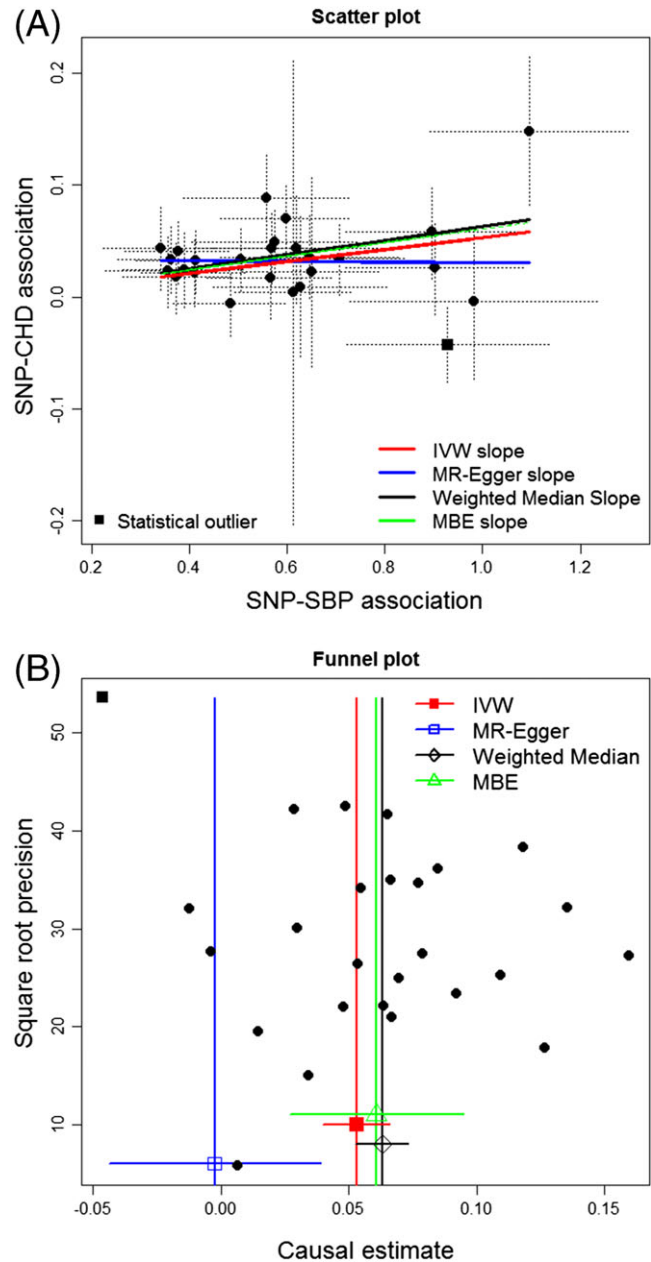 (A)
Scatter plot
SNP-CHD association
0.2
0.1
0.0
-0.1
-0.2
IVW slope
MR-Egger slope
Weighted Median Slope
MBE slope
Statistical outlier
0.2 0.4 0.6 0.8 1.0 1.2
SNP-SBP association
(B)
Funnel plot
Square root precision
50
40
30
20
10
IVW
MR-Egger
Weighted Median
MBE
-0.05 0.00 0.05 0.10 0.15
Causal estimate